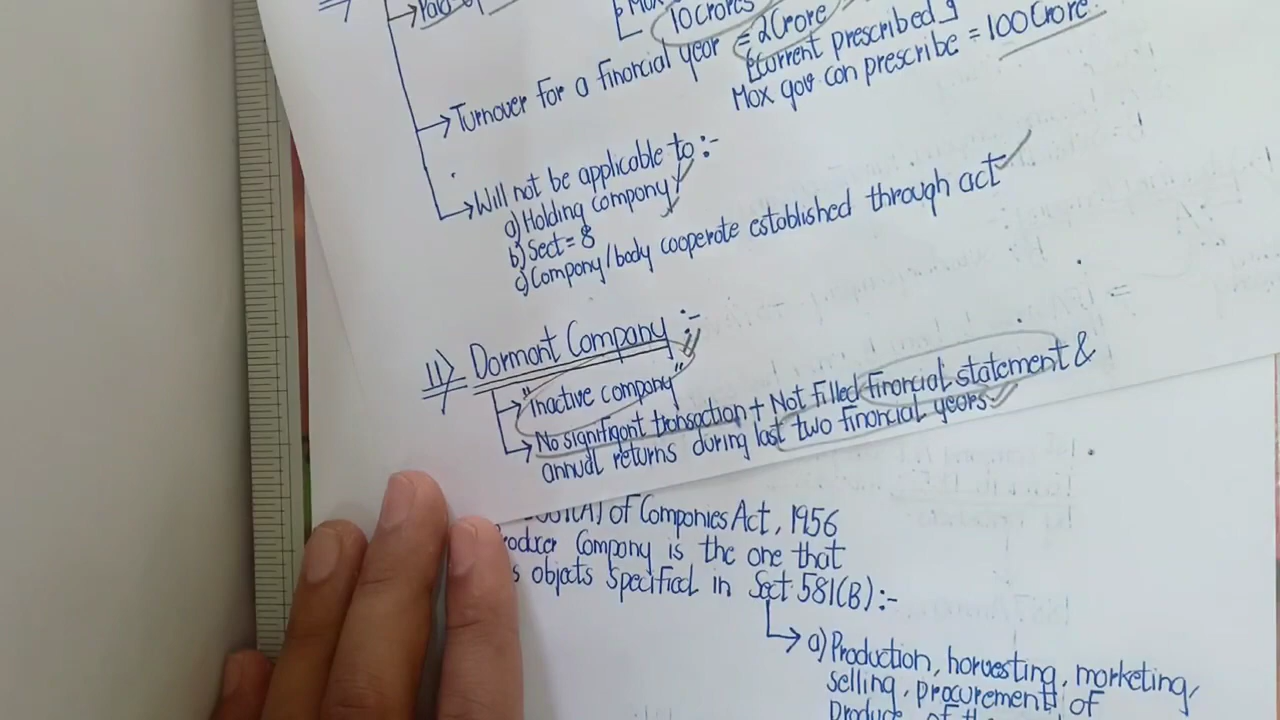 →Paid
Max
10 crores
Turnover for a financial year = 2 Crore
[Current prescribed]
Max gov can prescribe = 100 Crore.
→Will not be applicable to :-
a) Holding company
b) Sect = 8
c) Company/body cooperate established through act
11) Dormant Company :-
→ "Inactive company"
→ No significant transaction + Not filled financial statement &
annual returns during last two financial years.
of Companies Act, 1956
Company is the one that
objects specified in Sect 581(B) :-
→ a) Production, harvesting, marketing,
selling, procurement of